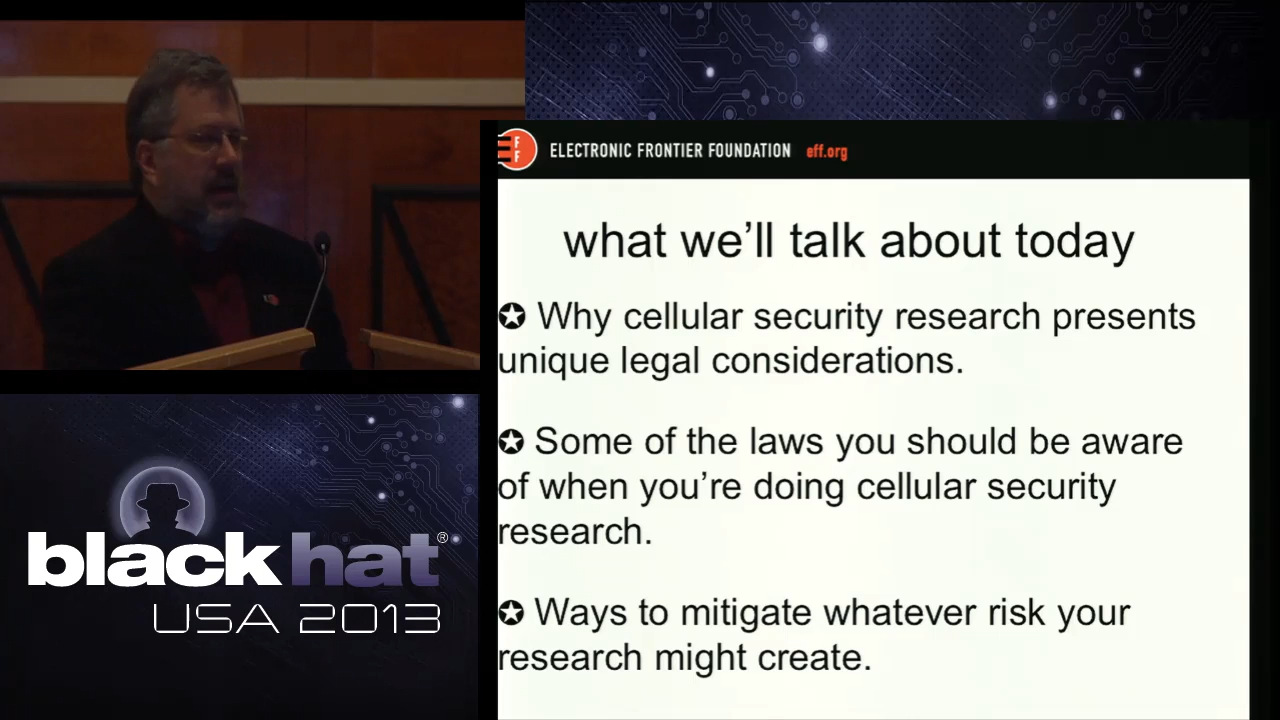 ELECTRONIC FRONTIER FOUNDATION eff.org
what we'll talk about today
✪ Why cellular security research presents
unique legal considerations.
✪ Some of the laws you should be aware
of when you're doing cellular security
research.
✪ Ways to mitigate whatever risk your
research might create.
black hat®
USA 2013